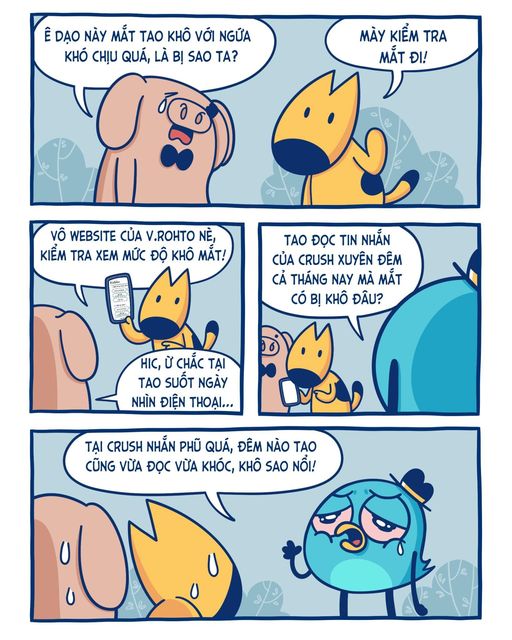 Ê DẠO NÀY MẮT TAO KHÔ VỚI NGỨA
KHÓ CHỊU QUÁ, LÀ BỊ SAO TA?
MÀY KIỂM TRA
MẮT ĐI!
VÔ WEBSITE CỦA V.ROHTO NÈ,
KIỂM TRA XEM MỨC ĐỘ KHÔ MẮT!
HIC, Ừ CHẮC TẠI
TAO SUỐT NGÀY
NHÌN ĐIỆN THOẠI...
TAO ĐỌC TIN NHẮN
CỦA CRUSH XUYÊN ĐÊM
CẢ THÁNG NAY MÀ MẮT
CÓ BỊ KHÔ ĐÂU?
TẠI CRUSH NHẮN PHŨ QUÁ, ĐÊM NÀO TAO
CŨNG VỪA ĐỌC VỪA KHÓC, KHÔ SAO NỔI!